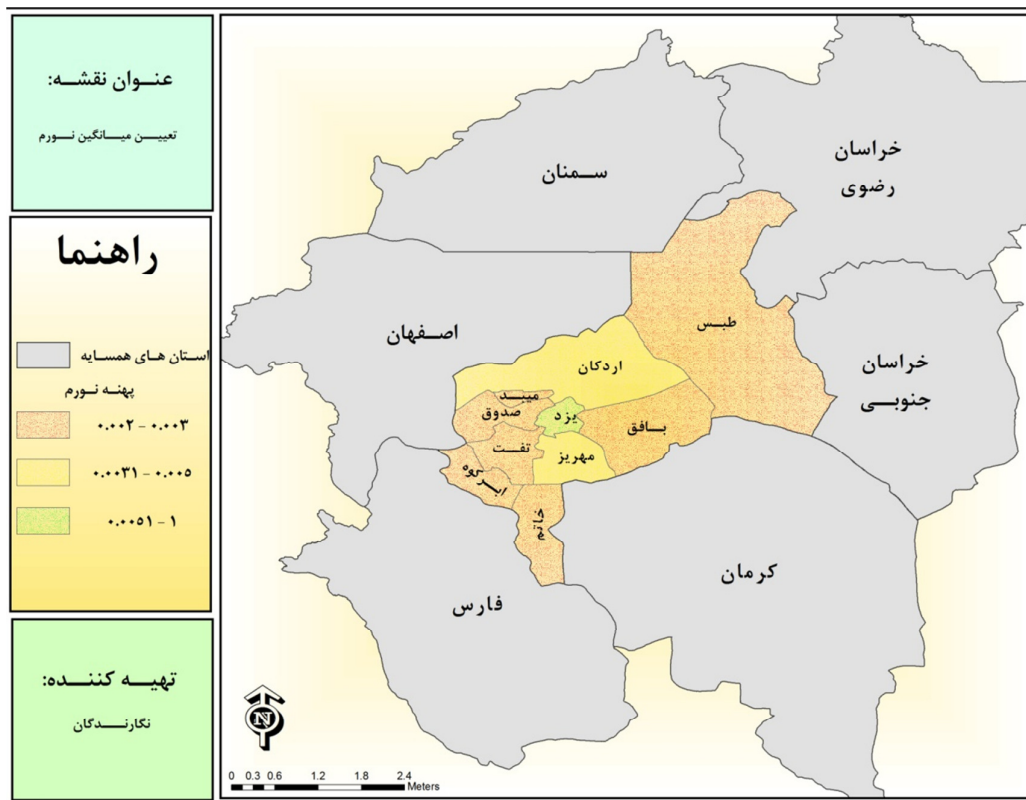 عنوان نقشه:
تعیین میانگین نورم
راهنما
استان های همسایه
پهنه نورم
۰.۰۰۲ - ۰.۰۰۳
۰.۰۰۳۱ - ۰.۰۰۵
۰.۰۰۵۱ - ۱
تهیه کننده:
نگارندگان
سمنان
خراسان
رضوی
اصفهان
طبس
خراسان
جنوبی
اردکان
میبد
صدوق
یزد
بافق
تفت
مهریز
ابرکوه
خاتم
کرمان
فارس
N
0 0.3 0.6 1.2 1.8 2.4
Meters